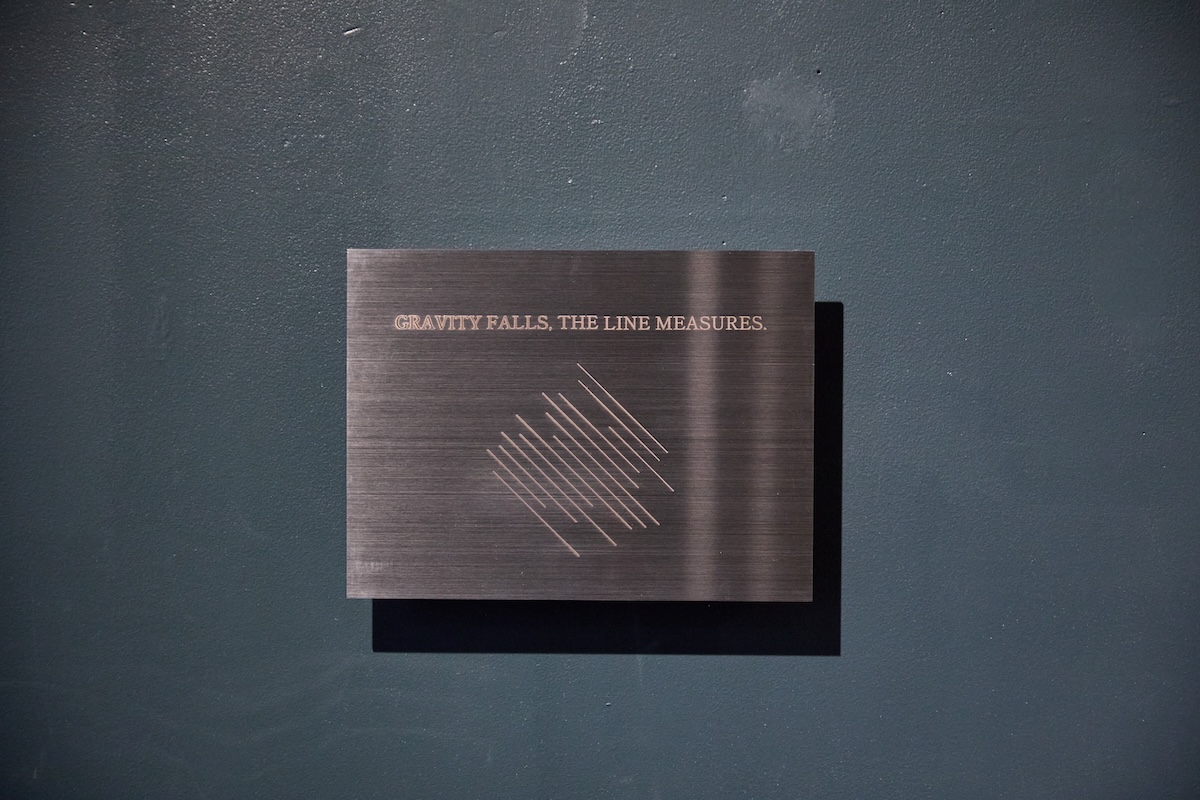 GRAVITY FALLS, THE LINE MEASURES.